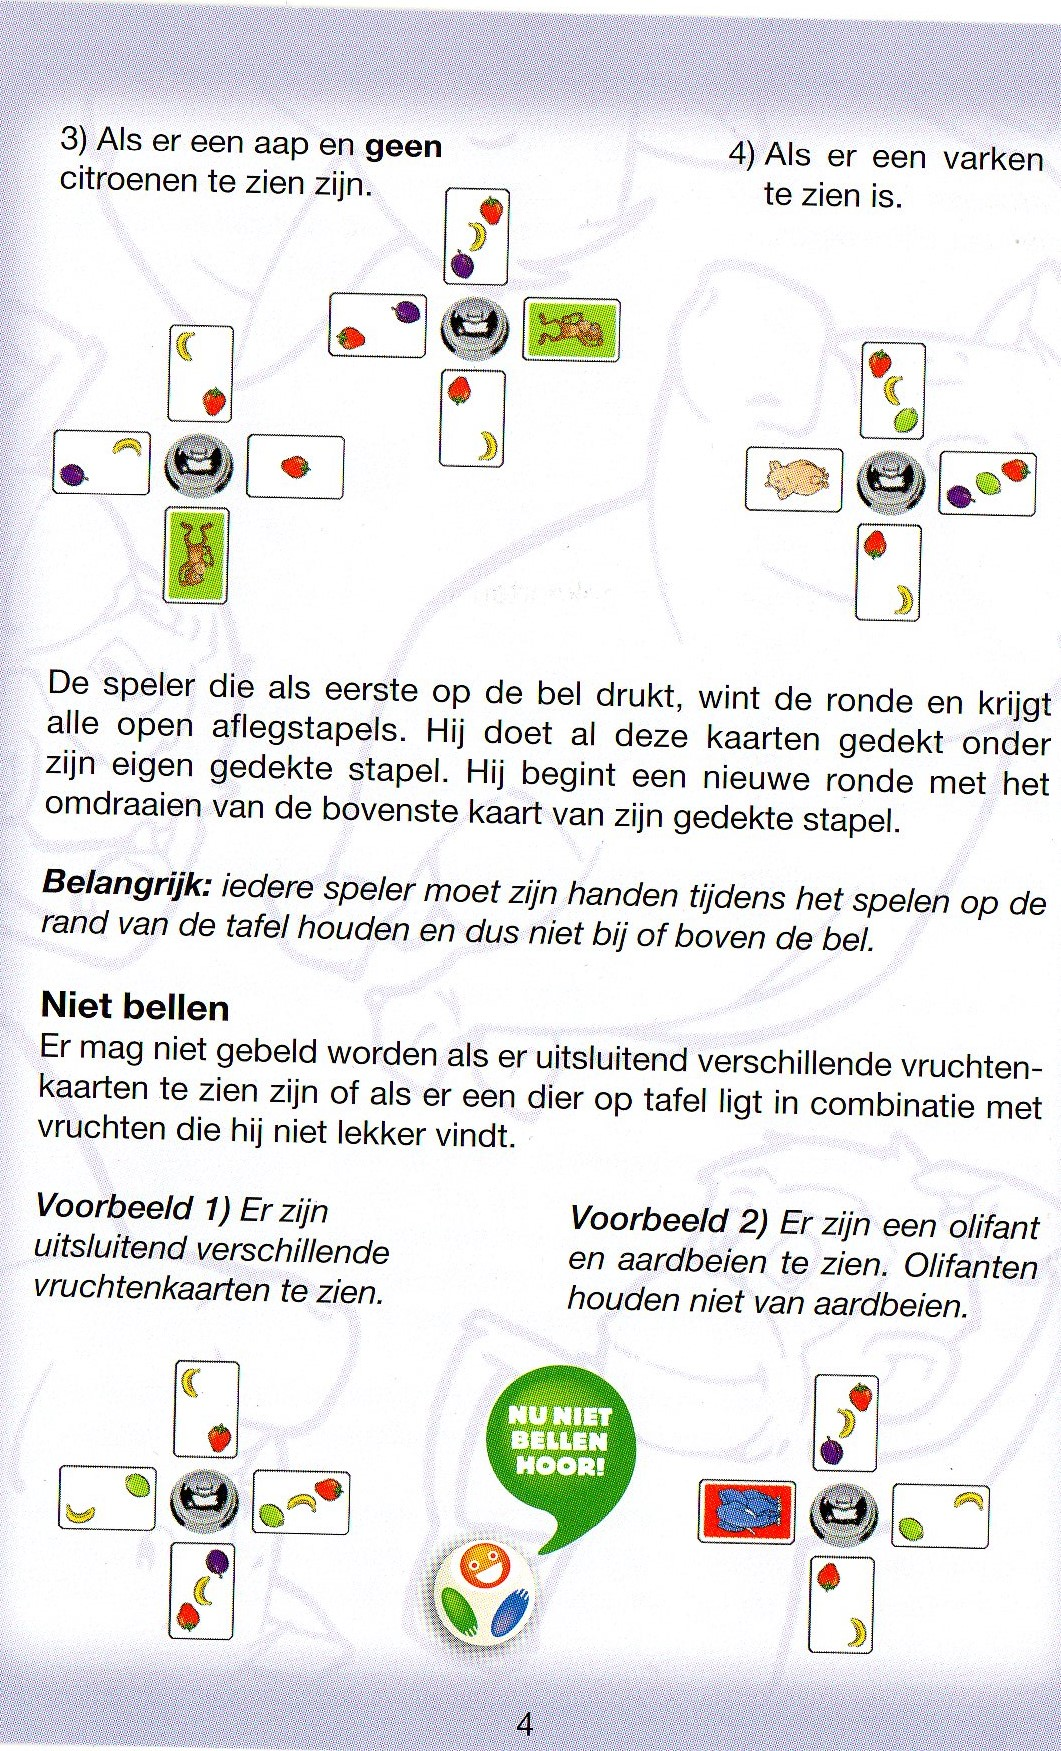 3) Als er een aap en geen
citroenen te zien zijn.
4) Als er een varken
te zien is.
De speler die als eerste op de bel drukt, wint de ronde en krijgt
alle open aflegstapels. Hij doet al deze kaarten gedekt onder
zijn eigen gedekte stapel. Hij begint een nieuwe ronde met het
omdraaien van de bovenste kaart van zijn gedekte stapel.
Belangrijk: iedere speler moet zijn handen tijdens het spelen op de
rand van de tafel houden en dus niet bij of boven de bel.
Niet bellen
Er mag niet gebeld worden als er uitsluitend verschillende vruchten-
kaarten te zien zijn of als er een dier op tafel ligt in combinatie met
vruchten die hij niet lekker vindt.
Voorbeeld 1) Er zijn
uitsluitend verschillende
vruchtenkaarten te zien.
Voorbeeld 2) Er zijn een olifant
en aardbeien te zien. Olifanten
houden niet van aardbeien.
NU NIET
BELLEN
HOOR!
4